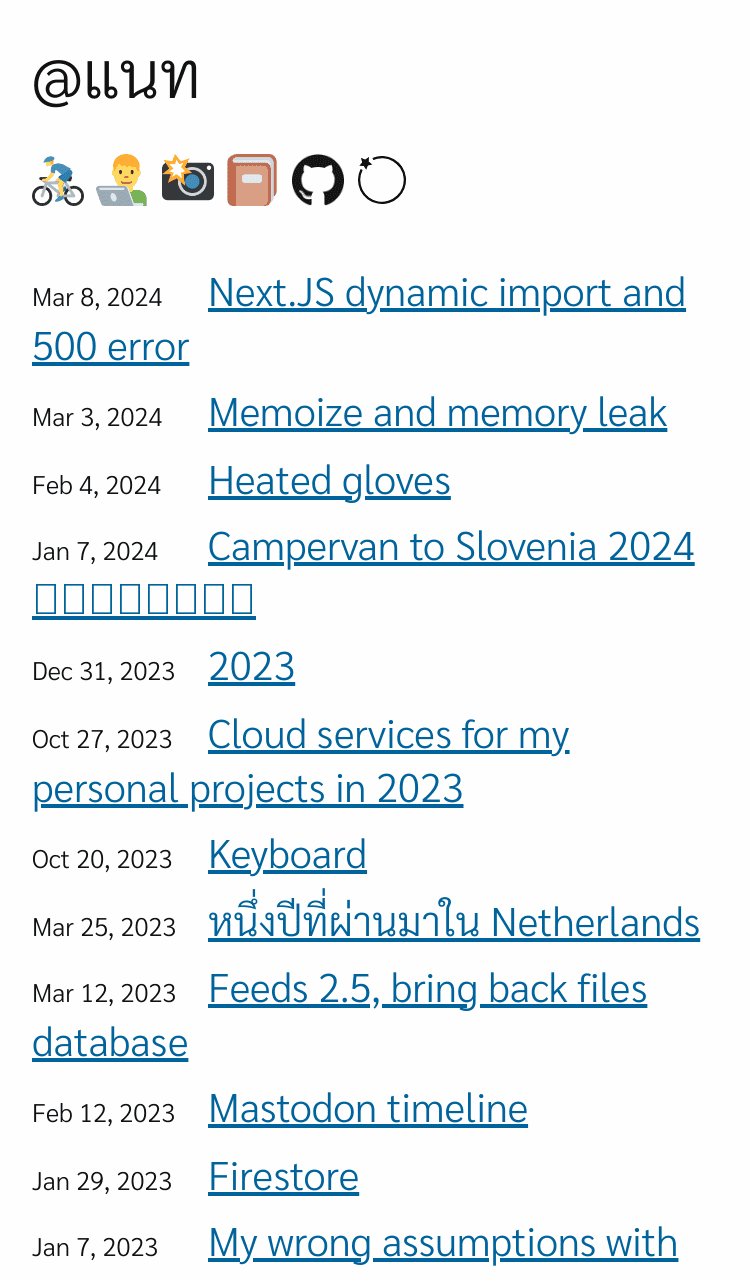 @แนท
Mar 8, 2024 Next.JS dynamic import and
500 error
Mar 3, 2024 Memoize and memory leak
Feb 4, 2024 Heated gloves
Jan 7, 2024 Campervan to Slovenia 2024
Dec 31, 2023 2023
Oct 27, 2023 Cloud services for my
personal projects in 2023
Oct 20, 2023 Keyboard
Mar 25, 2023 หนึ่งปีที่ผ่านมาใน Netherlands
Mar 12, 2023 Feeds 2.5, bring back files
database
Feb 12, 2023 Mastodon timeline
Jan 29, 2023 Firestore
Jan 7, 2023 My wrong assumptions with